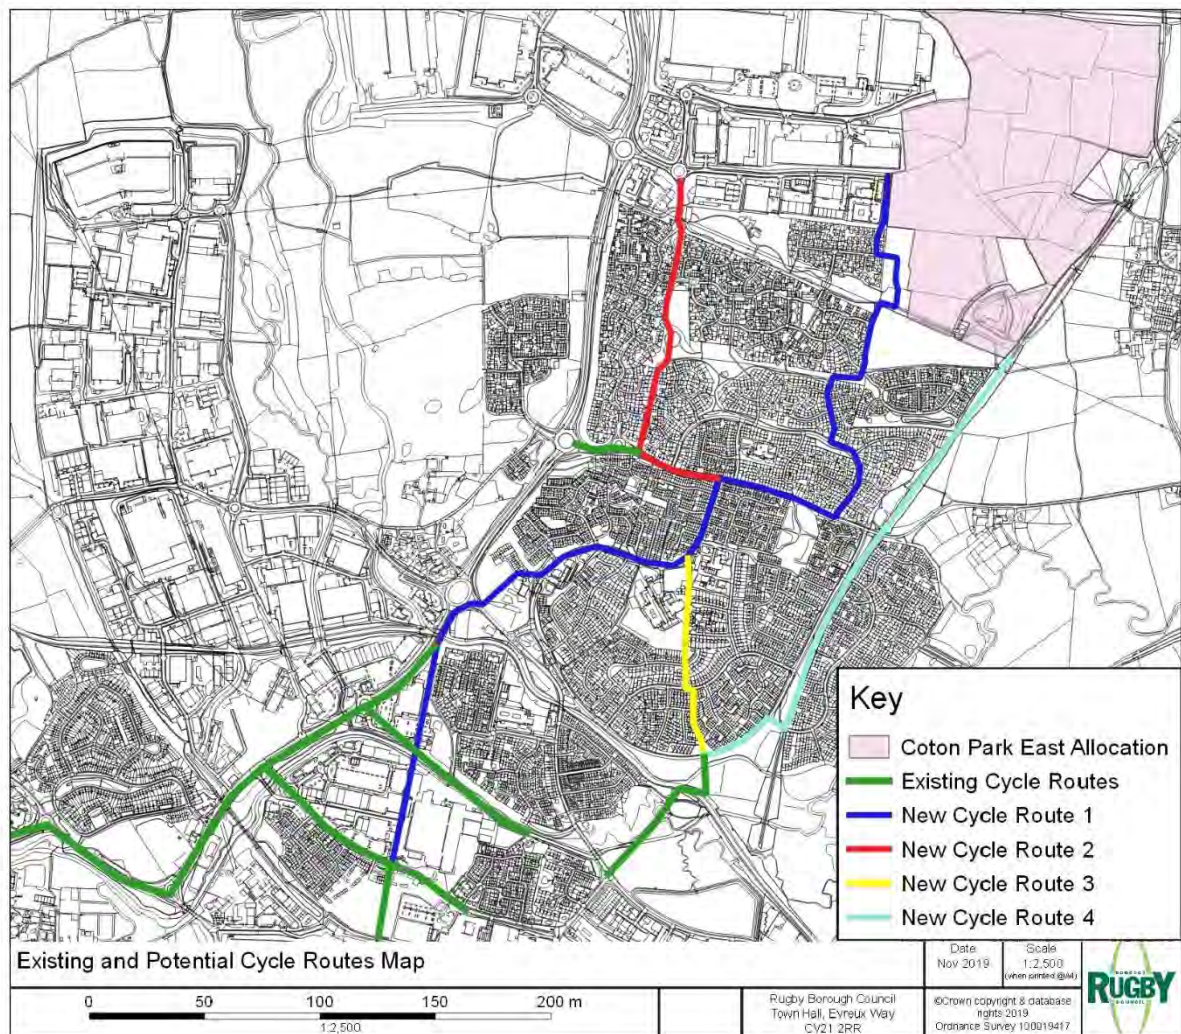 Key
Coton Park East Allocation
Existing Cycle Routes
New Cycle Route 1
New Cycle Route 2
New Cycle Route 3
New Cycle Route 4
Existing and Potential Cycle Routes Map
Date
Nov 2019
Scale
1:2,500
0 50 100 150 200 m
1:2,500
Rugby Borough Council
Town Hall, Evreux Way
CV21 2RR
©Crown copyright & database
rights 2019
Ordnance Survey 100019417
RUGBY